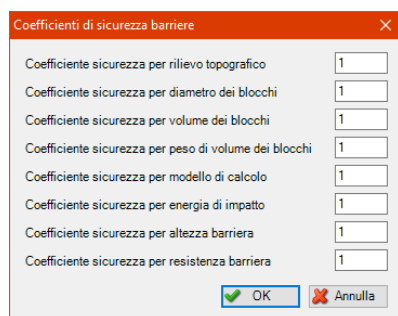 Coefficienti di sicurezza barriere
Coefficiente sicurezza per rilievo topografico 1
Coefficiente sicurezza per diametro dei blocchi 1
Coefficiente sicurezza per volume dei blocchi 1
Coefficiente sicurezza per peso di volume dei blocchi 1
Coefficiente sicurezza per modello di calcolo 1
Coefficiente sicurezza per energia di impatto 1
Coefficiente sicurezza per altezza barriera 1
Coefficiente sicurezza per resistenza barriera 1
OK Annulla